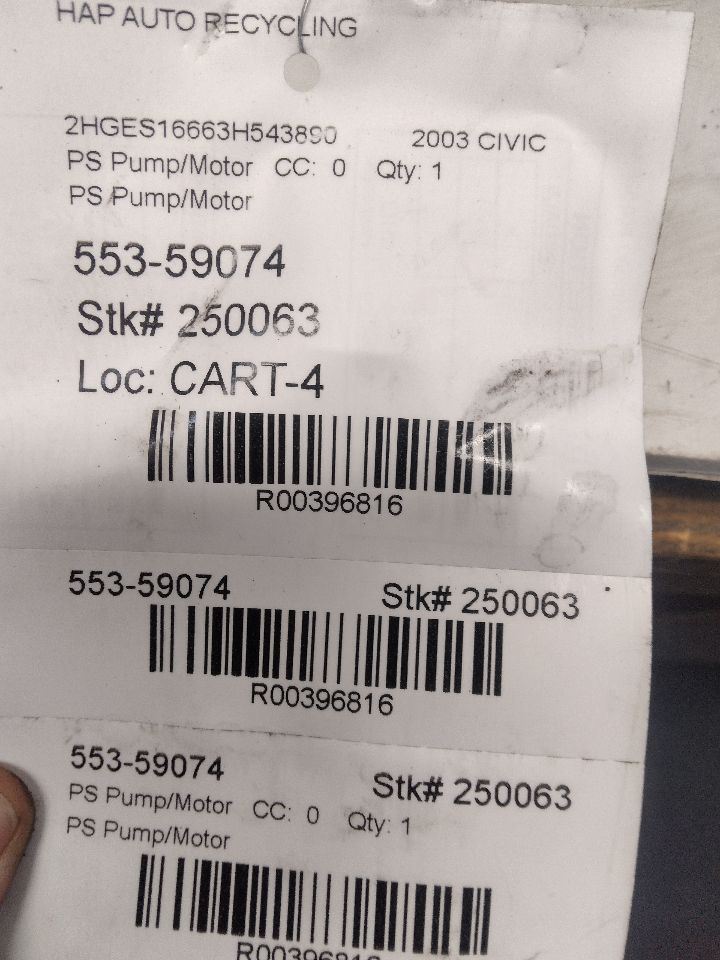 HAP AUTO RECYCLING
2HGES16663H543890 2003 CIVIC
PS Pump/Motor CC: 0 Qty: 1
PS Pump/Motor
553-59074
Stk# 250063
Loc: CART-4
R00396816
553-59074 Stk# 250063
R00396816
553-59074 Stk# 250063
PS Pump/Motor CC: 0 Qty: 1
PS Pump/Motor
R00396816